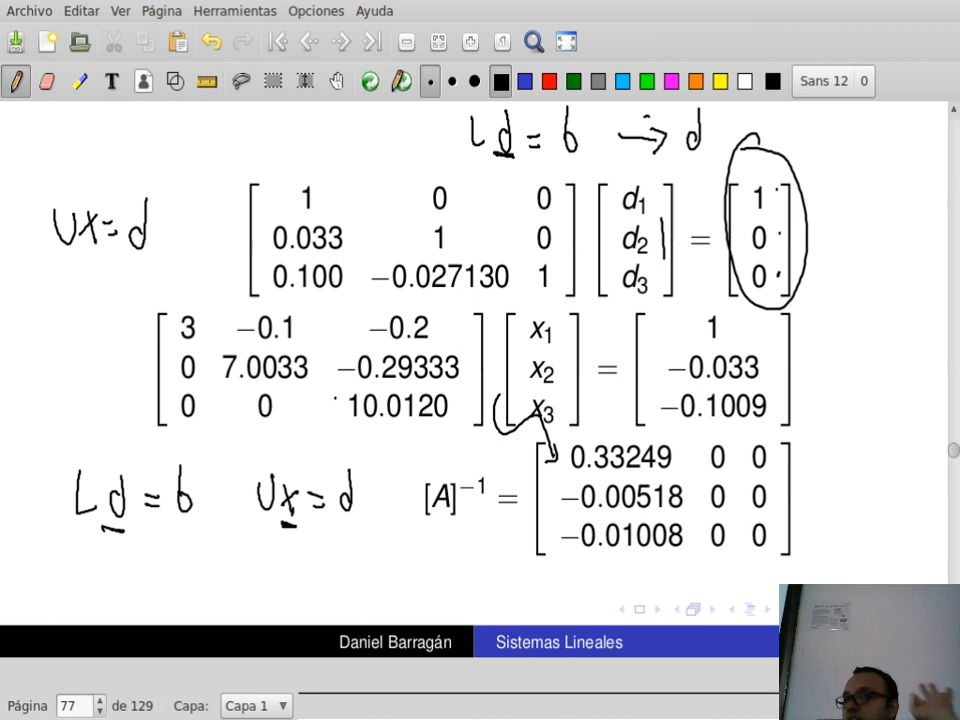 Archivo Editar Ver Página Herramientas Opciones Ayuda
T Sans 12 0
Ld = b → d
Ux = d
1 0 0 d1 1
0.033 1 0 d2 = 0
0.100 −0.027130 1 d3 0
3 −0.1 −0.2 x1 1
0 7.0033 −0.29333 x2 = −0.033
0 0 10.0120 x3 −0.1009
Ld = b Ux = d
[A]−1 =
0.33249 0 0
−0.00518 0 0
−0.01008 0 0
Daniel Barragán Sistemas Lineales
Página 77 de 129 Capa: Capa 1